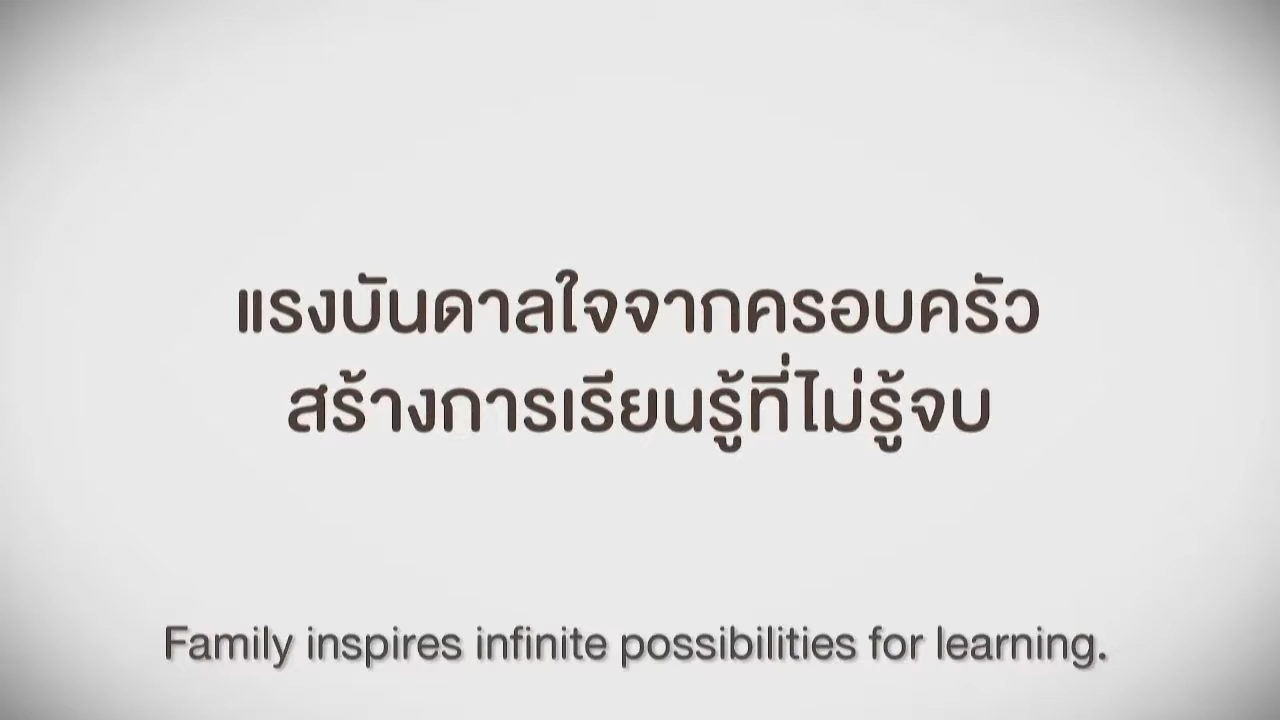 แรงบันดาลใจจากครอบครัว
สร้างการเรียนรู้ที่ไม่รู้จบ
Family inspires infinite possibilities for learning.